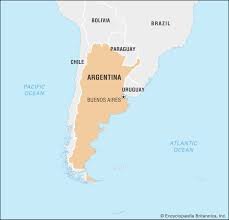 BOLIVIA
BRAZIL
PARAGUAY
CHILE
PACIFIC
OCEAN
ARGENTINA
URUGUAY
BUENOS AIRES
ATLANTIC
OCEAN
© Encyclopædia Britannica, Inc.